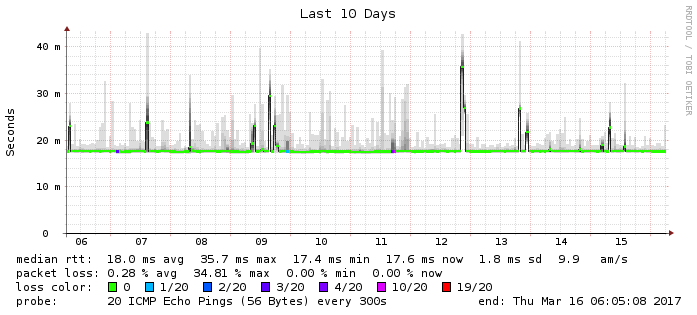 Last 10 Days
RRDTOOL / TOBI OETIKER
Seconds
40 m
30 m
20 m
10 m
0
06 07 08 09 10 11 12 13 14 15
median rtt: 18.0 ms avg 35.7 ms max 17.4 ms min 17.6 ms now 1.8 ms sd 9.9 am/s
packet loss: 0.28 % avg 34.81 % max 0.00 % min 0.00 % now
loss color: 0 1/20 2/20 3/20 4/20 10/20 19/20
probe: 20 ICMP Echo Pings (56 Bytes) every 300s end: Thu Mar 16 06:05:08 2017